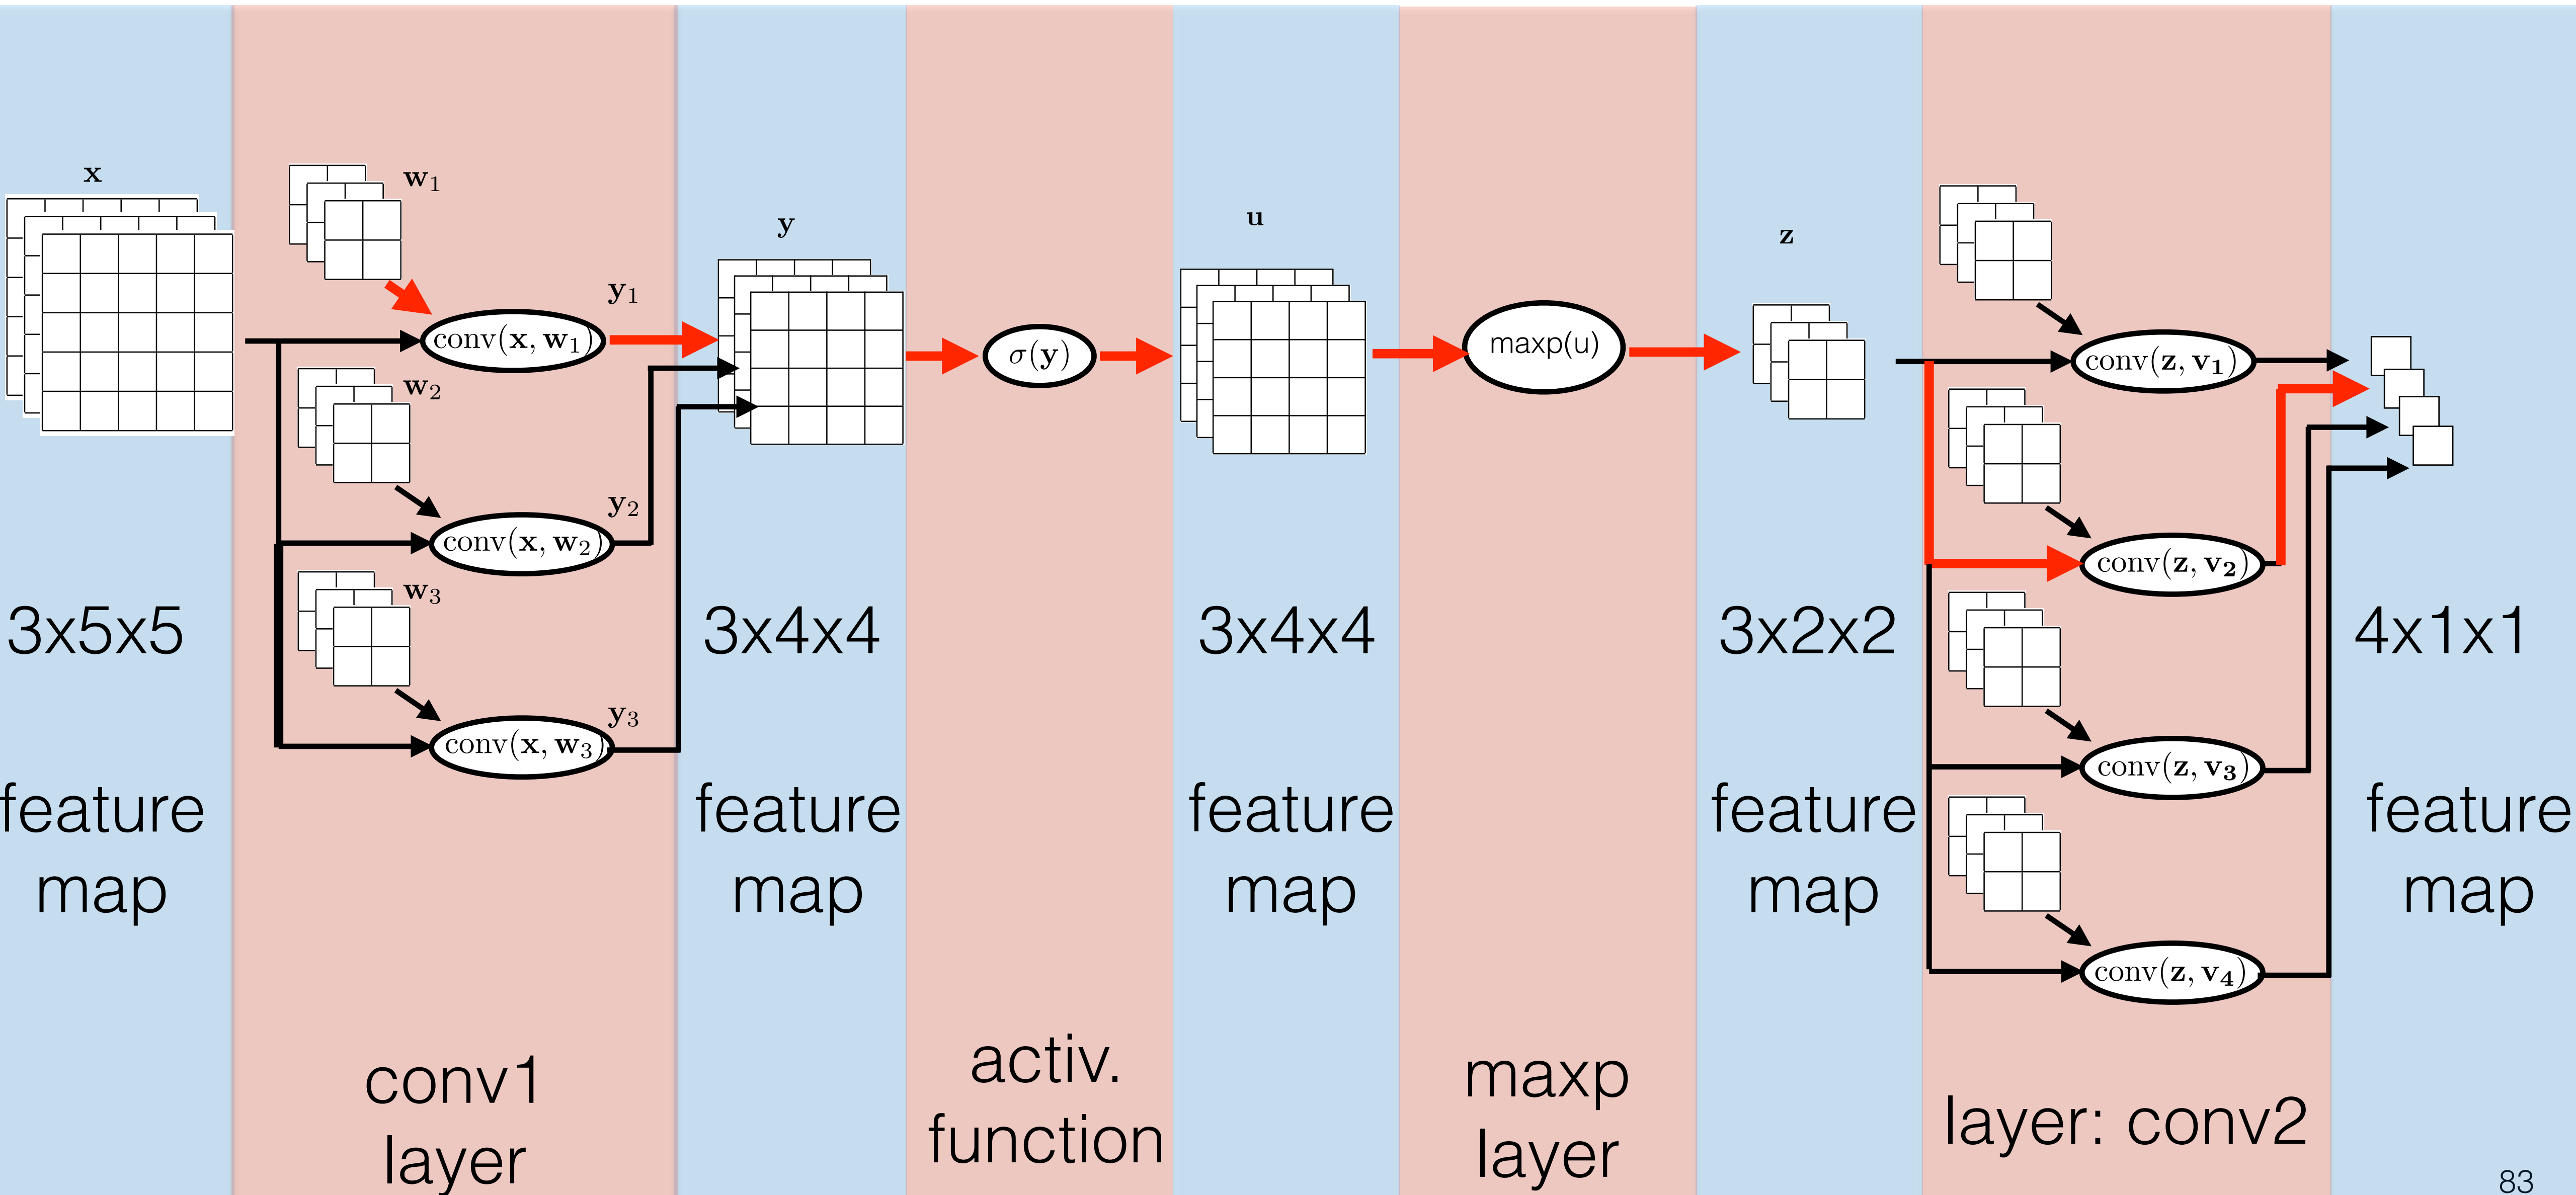 x
w1
conv(x, w1)
y1
w2
conv(x, w2)
y2
w3
conv(x, w3)
y3
y
σ(y)
u
maxp(u)
z
conv(z, v1)
conv(z, v2)
conv(z, v3)
conv(z, v4)
3x5x5
3x4x4
3x4x4
3x2x2
4x1x1
feature
map
feature
map
feature
map
feature
map
feature
map
conv1
layer
activ.
function
maxp
layer
layer: conv2
83